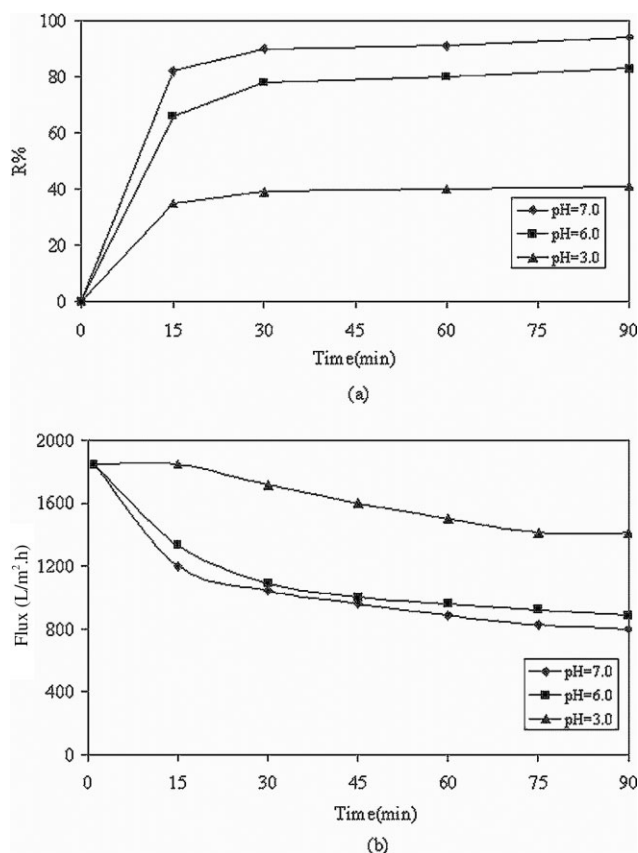 100
80
60
40
20
0
R%
pH=7.0
pH=6.0
pH=3.0
0 15 30 45 60 75 90
Time(min)
(a)
2000
1600
1200
800
400
0
Flux (L/m².h)
pH=7.0
pH=6.0
pH=3.0
0 15 30 45 60 75 90
Time(min)
(b)